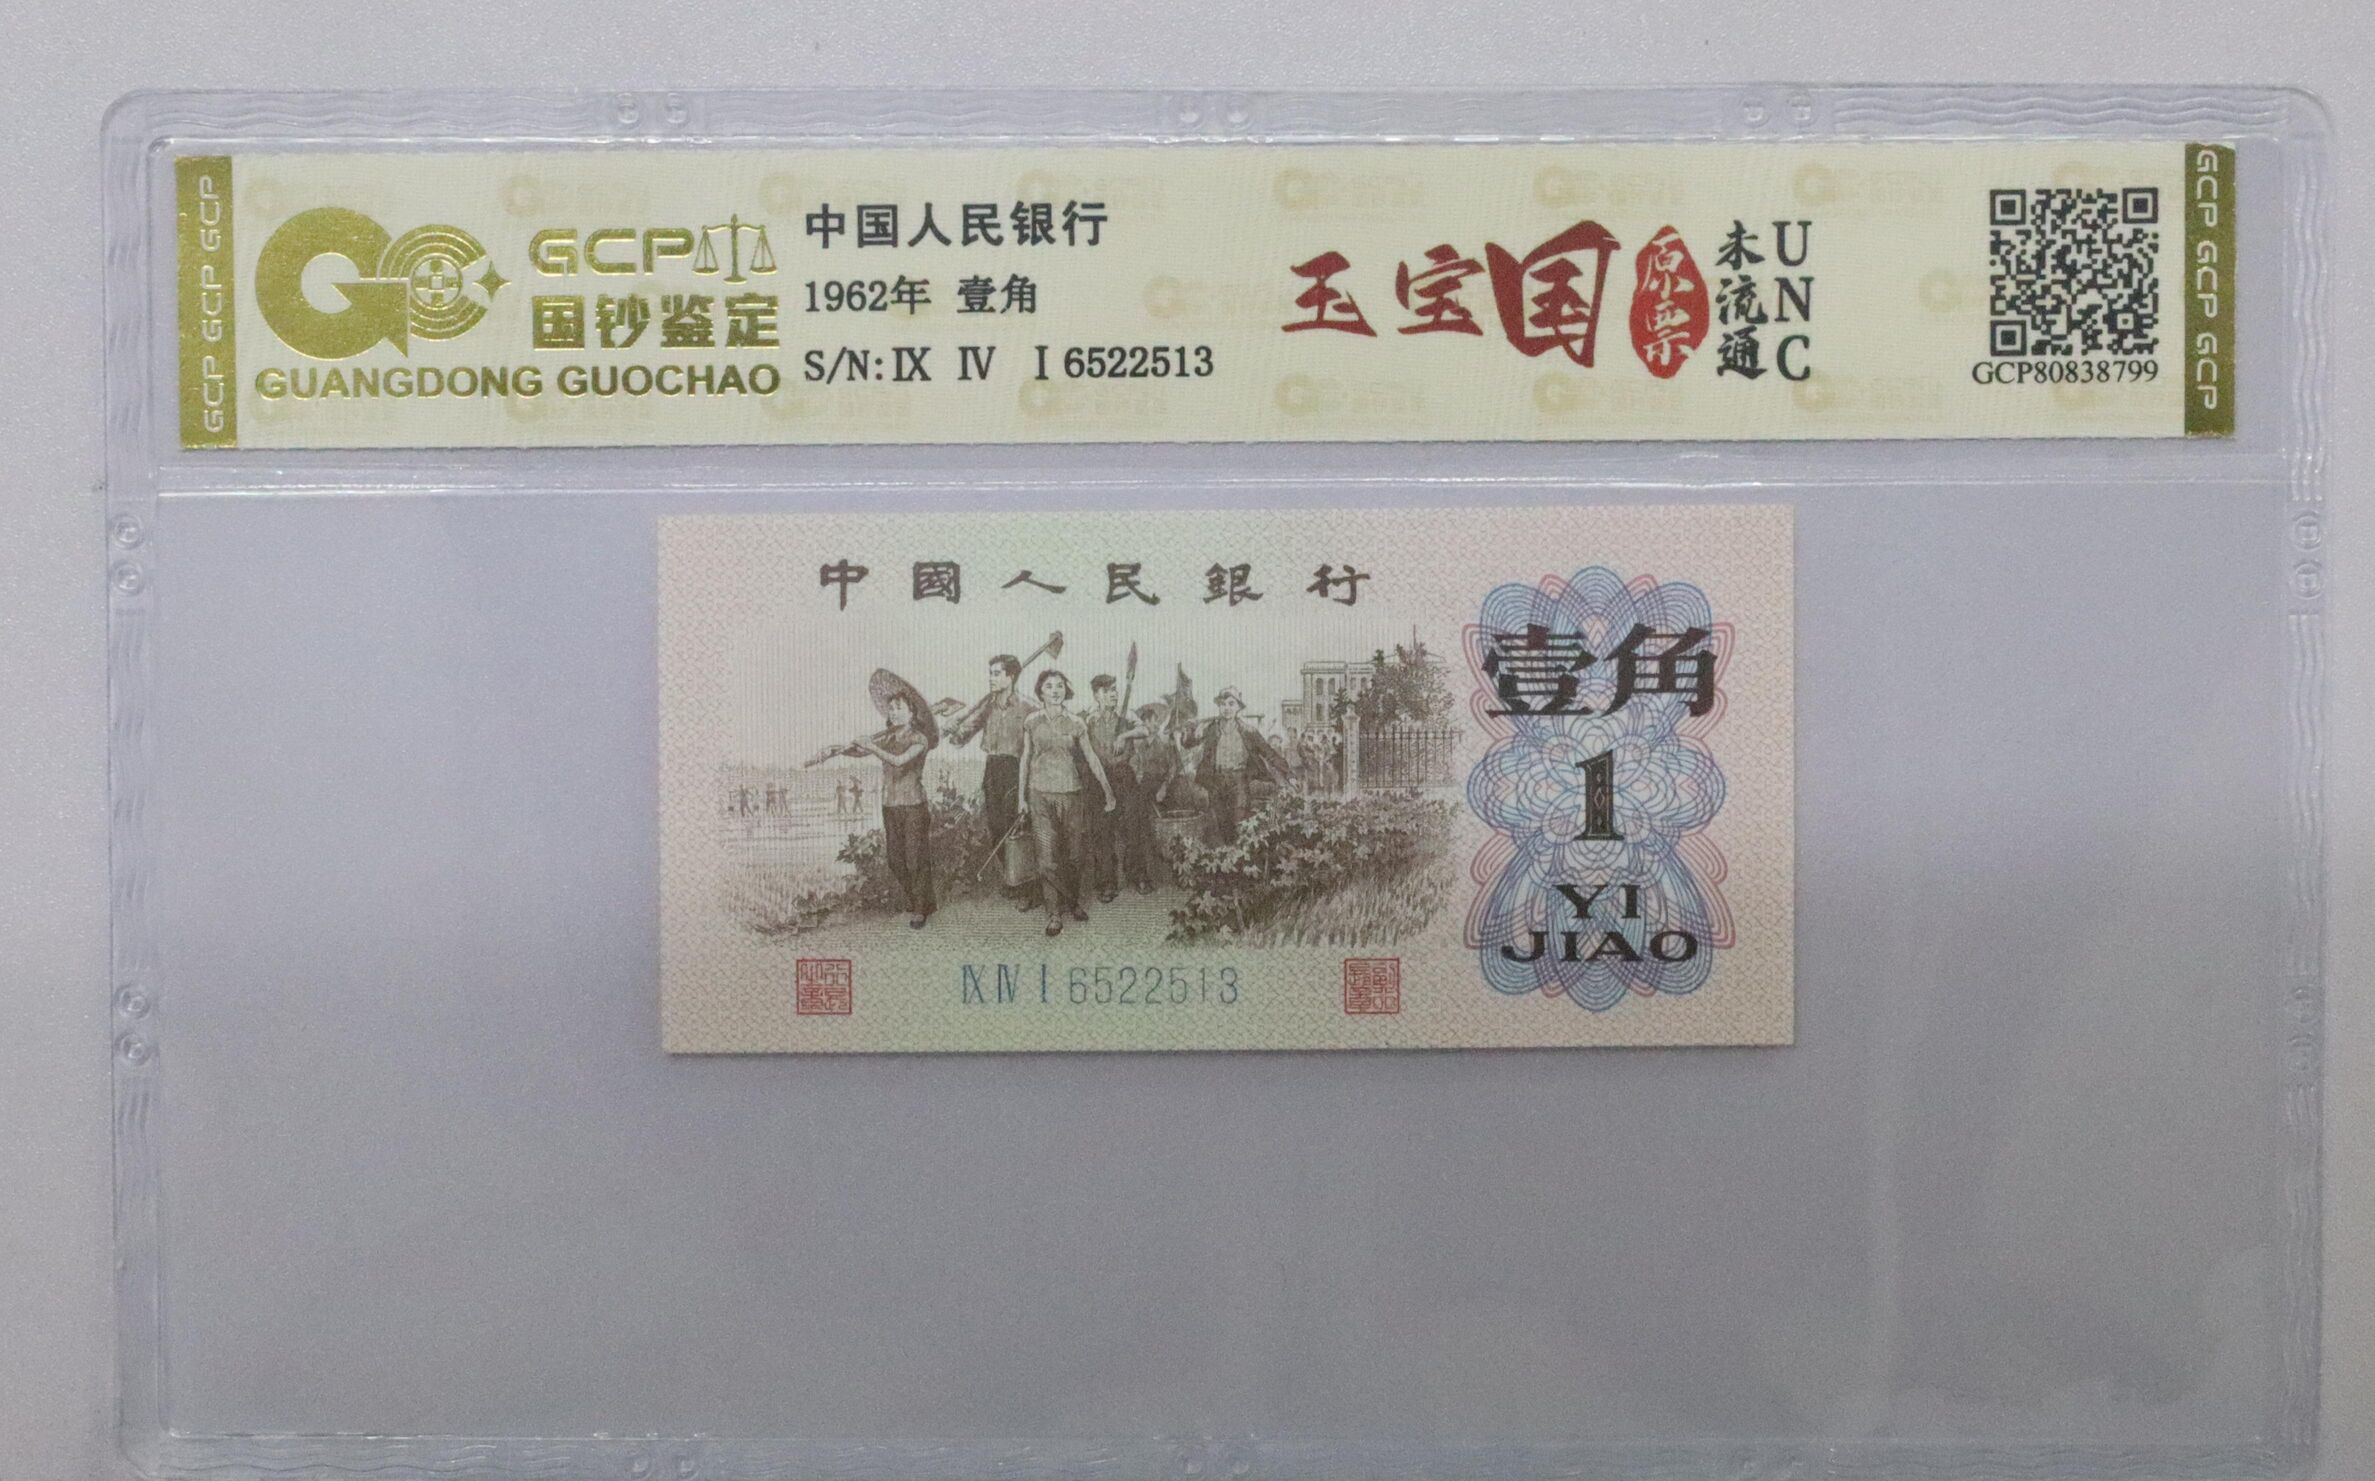 GCP GCP GCP
GCP
国钞鉴定
GUANGDONG GUOCHAO
中国人民银行
1962年 壹角
S/N: IX IV I 6522513
玉宝国
原票
未流通
UNC
GCP80838799
GCP GCP GCP
中國人民銀行
壹角
1
YI
JIAO
IX IV I 6522513